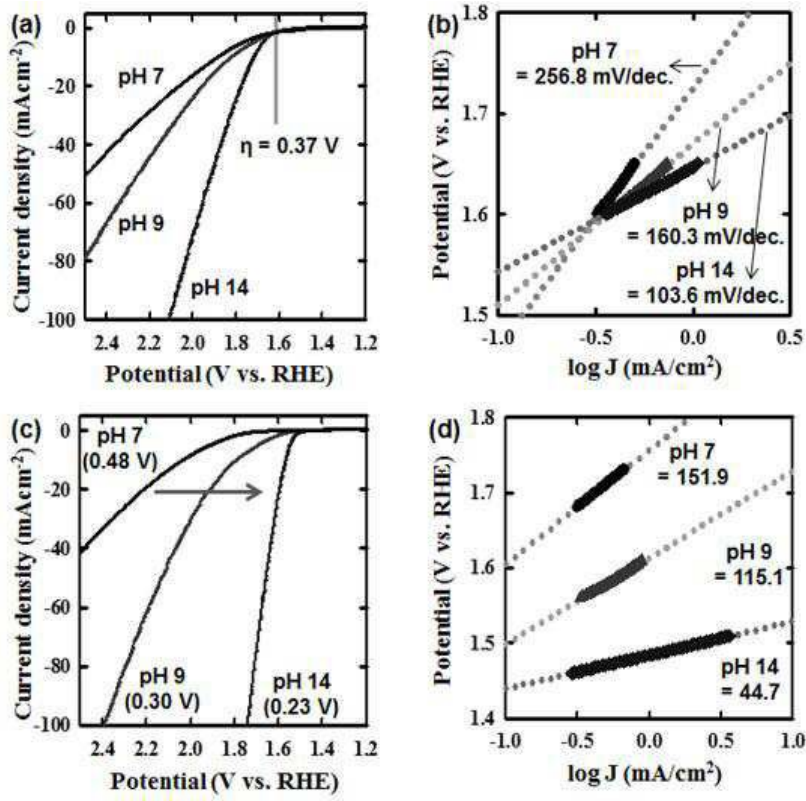 (a)
0
-20
-40
-60
-80
-100
Current density (mAcm-2)
pH 7
pH 9
pH 14
η = 0.37 V
2.4 2.2 2.0 1.8 1.6 1.4 1.2
Potential (V vs. RHE)
(b)
1.8
1.7
1.6
1.5
Potential (V vs. RHE)
pH 7
= 256.8 mV/dec.
pH 9
= 160.3 mV/dec.
pH 14
= 103.6 mV/dec.
-1.0 -0.5 0.0 0.5
log J (mA/cm2)
(c)
0
-20
-40
-60
-80
-100
Current density (mAcm-2)
pH 7
(0.48 V)
pH 9
(0.30 V)
pH 14
(0.23 V)
2.4 2.2 2.0 1.8 1.6 1.4 1.2
Potential (V vs. RHE)
(d)
1.8
1.7
1.6
1.5
1.4
Potential (V vs. RHE)
pH 7
= 151.9
pH 9
= 115.1
pH 14
= 44.7
-1.0 -0.5 0.0 0.5 1.0
log J (mA/cm2)